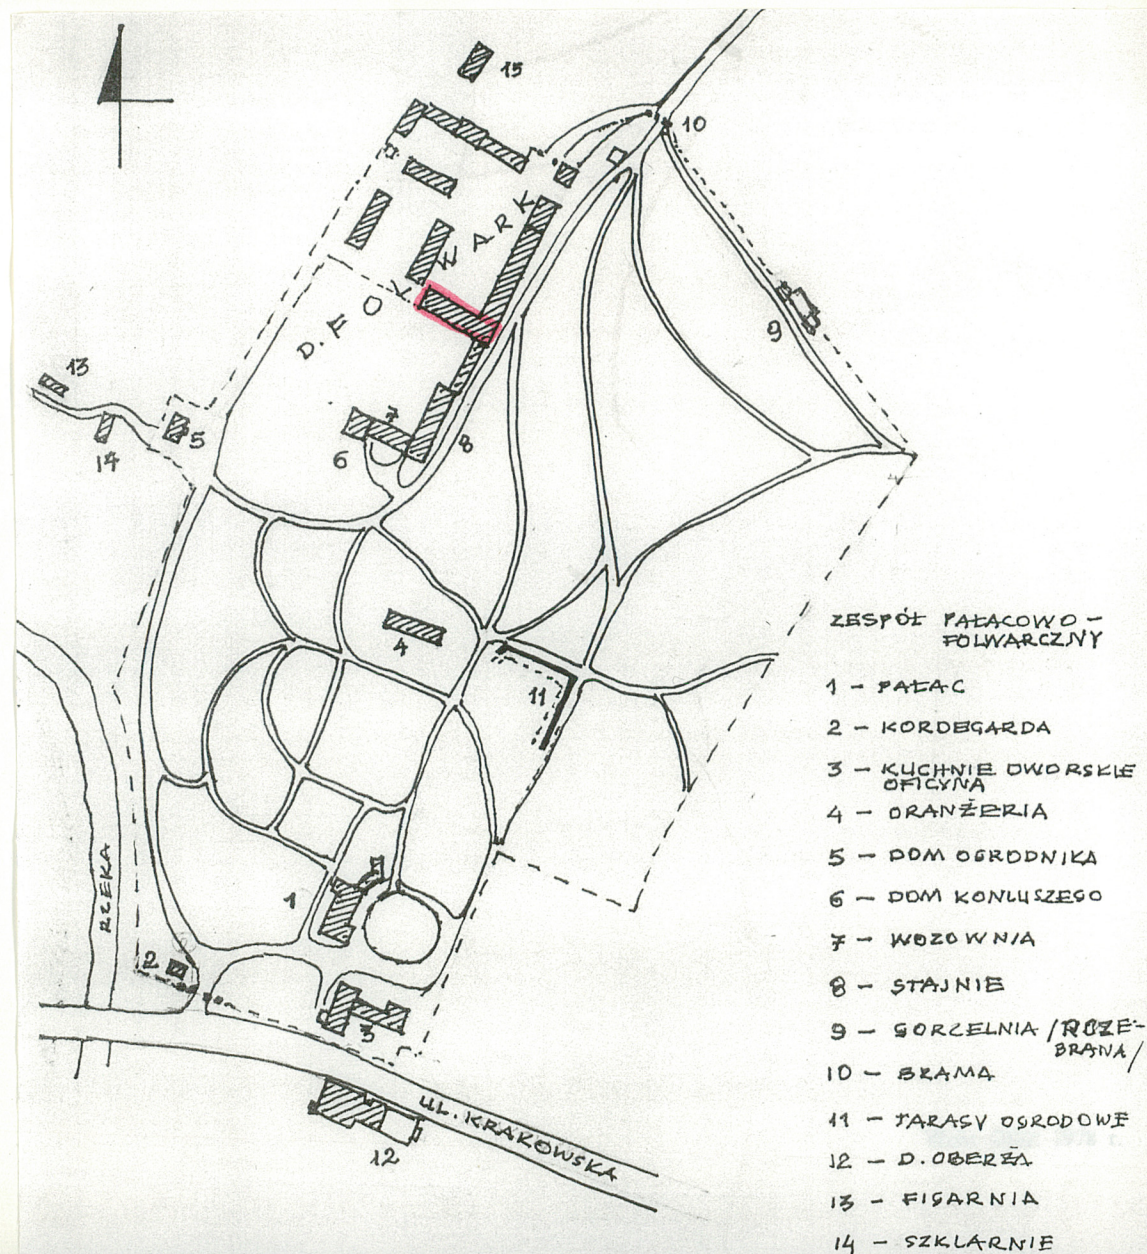 15
10
D. FOLWARK
9
13
5
14
7
6
8
4
11
RZEKA
1
2
3
UL. KRAKOWSKA
12
ZESPÓŁ PAŁACOWO -
FOLWARCZNY
1 - PAŁAC
2 - KORDEGARDA
3 - KUCHNIE DWORSKIE
OFICYNA
4 - ORANŻERIA
5 - DOM OGRODNIKA
6 - DOM KONIUSZEGO
7 - WOZOWNIA
8 - STAJNIE
9 - GORZELNIA /ROZE-
BRANA/
10 - BRAMA
11 - TARASY OGRODOWE
12 - D. OBERŻA
13 - FIGARNIA
14 - SZKLARNIE